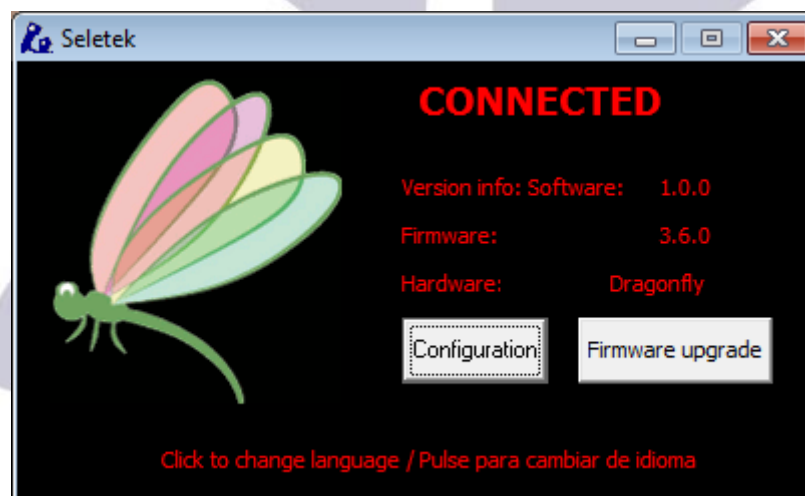 Seletek
CONNECTED
Version info: Software: 1.0.0
Firmware: 3.6.0
Hardware: Dragonfly
Configuration Firmware upgrade
Click to change language / Pulse para cambiar de idioma